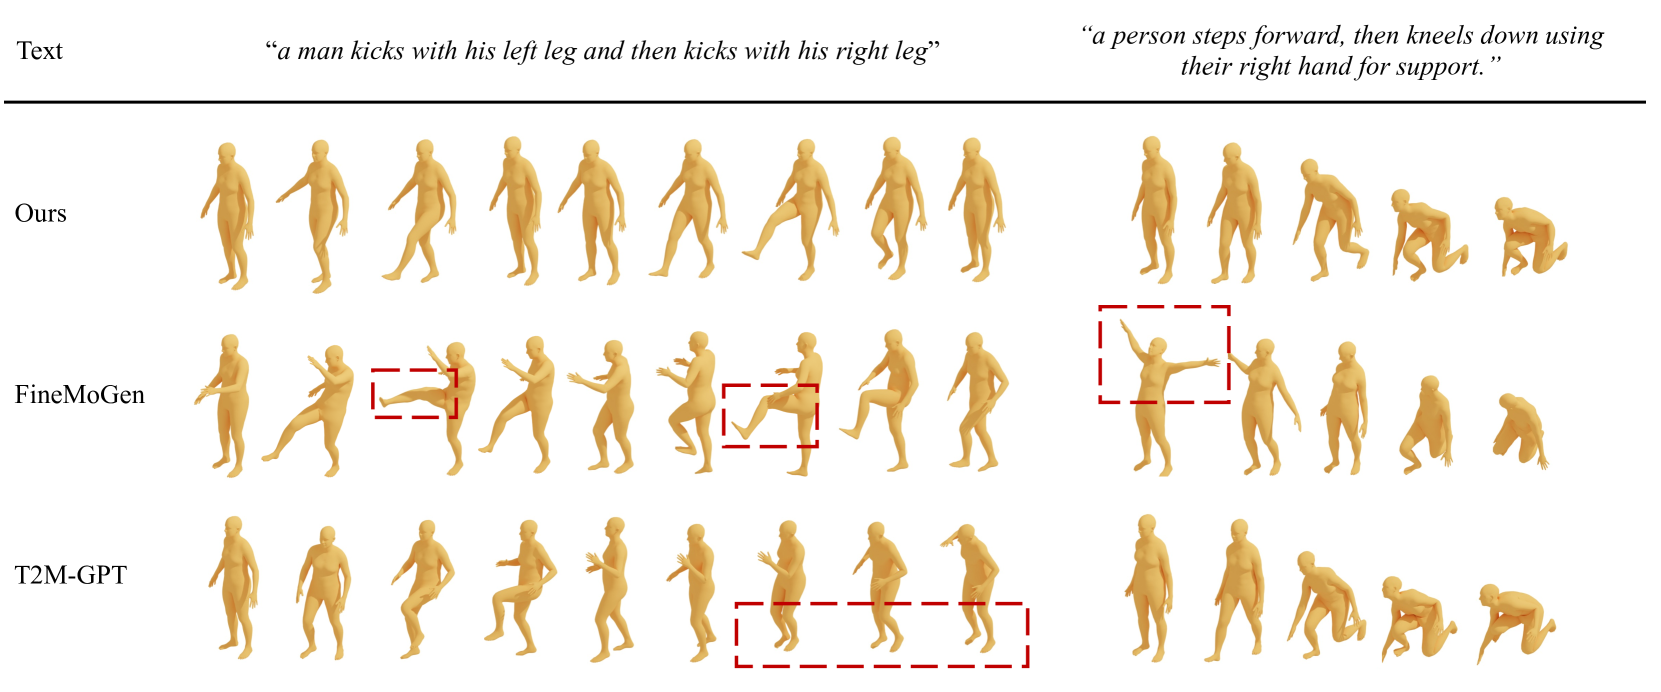 Text
“a man kicks with his left leg and then kicks with his right leg”
“a person steps forward, then kneels down using
their right hand for support.”
Ours
FineMoGen
T2M-GPT